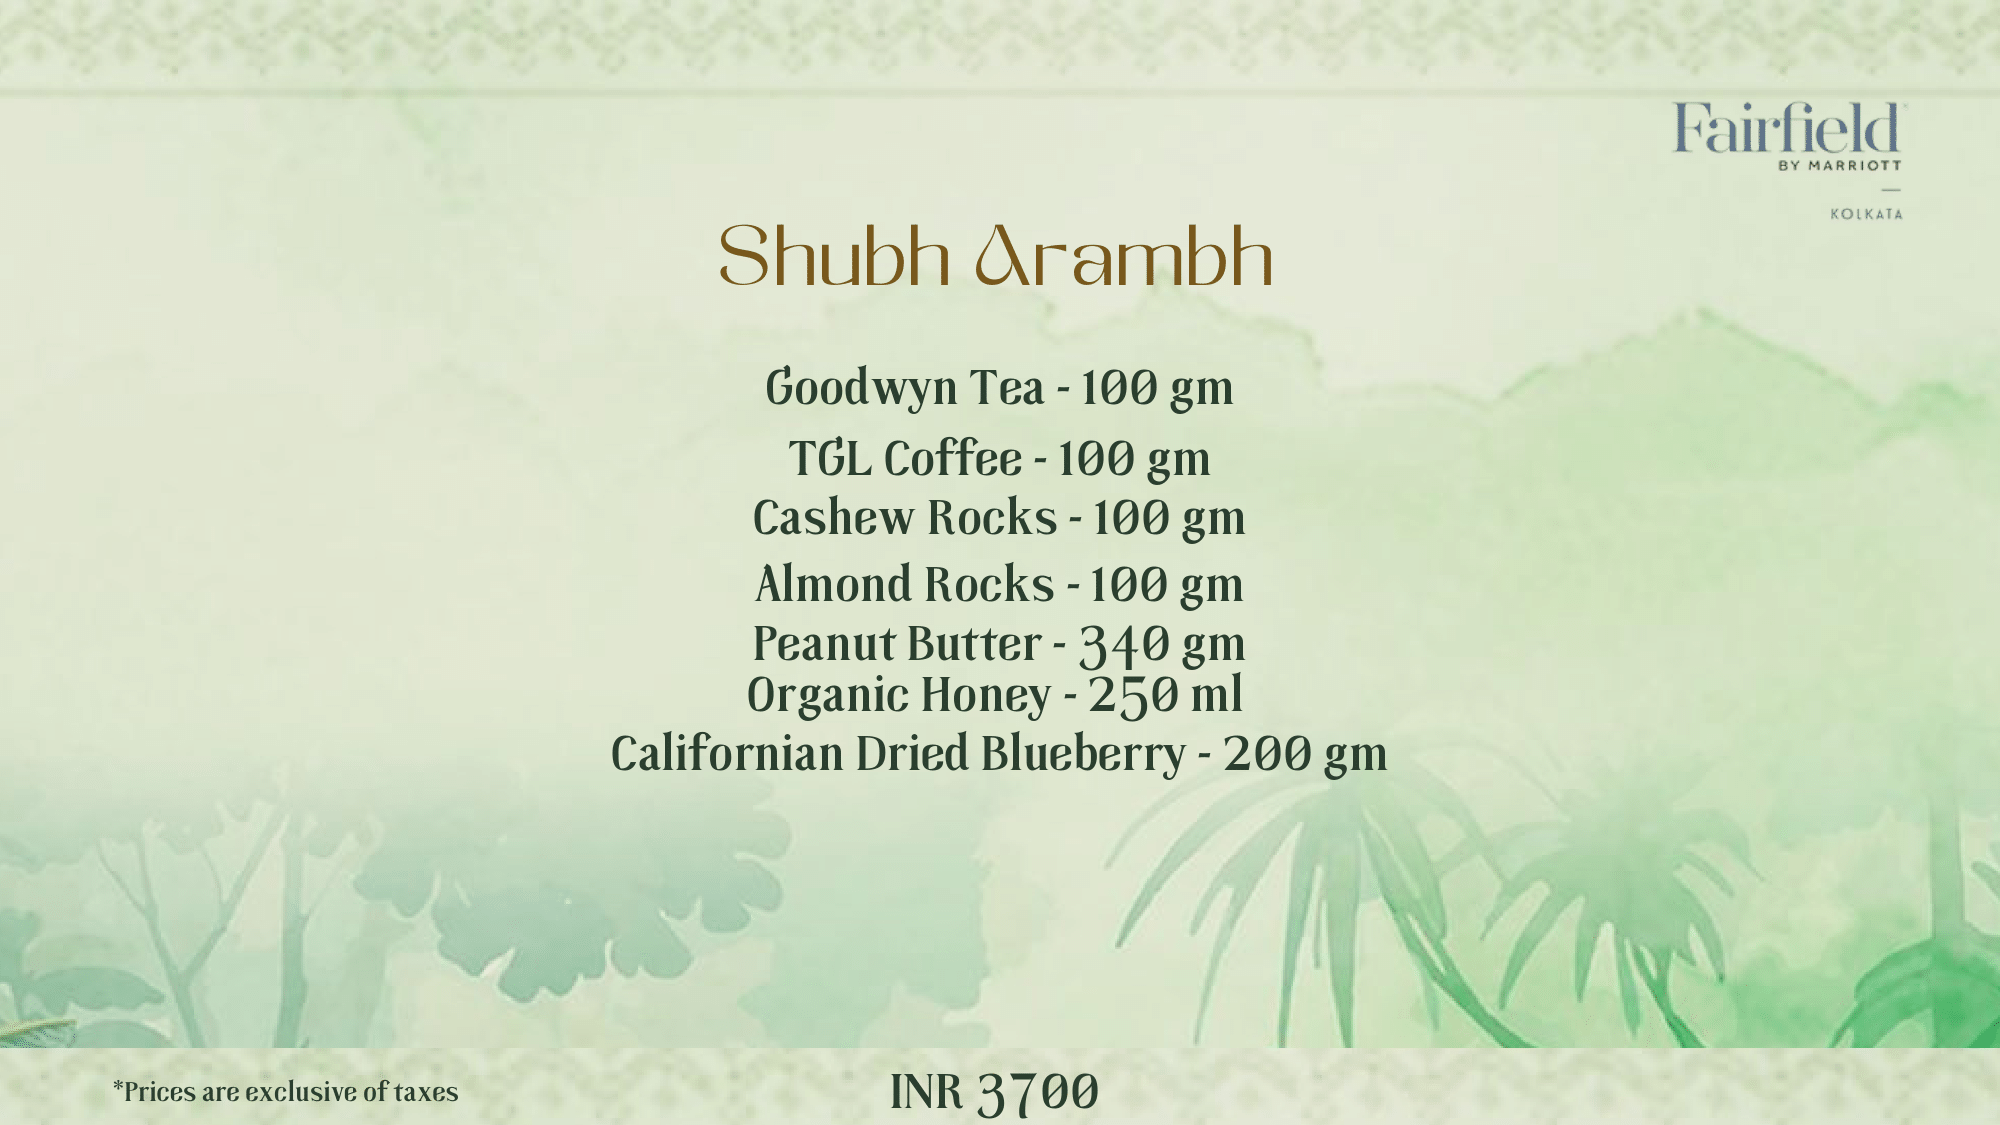 Fairfield
BY MARRIOTT
KOLKATA
Shubh Arambh
Goodwyn Tea - 100 gm
TGL Coffee - 100 gm
Cashew Rocks - 100 gm
Almond Rocks - 100 gm
Peanut Butter - 340 gm
Organic Honey - 250 ml
Californian Dried Blueberry - 200 gm
*Prices are exclusive of taxes
INR 3700